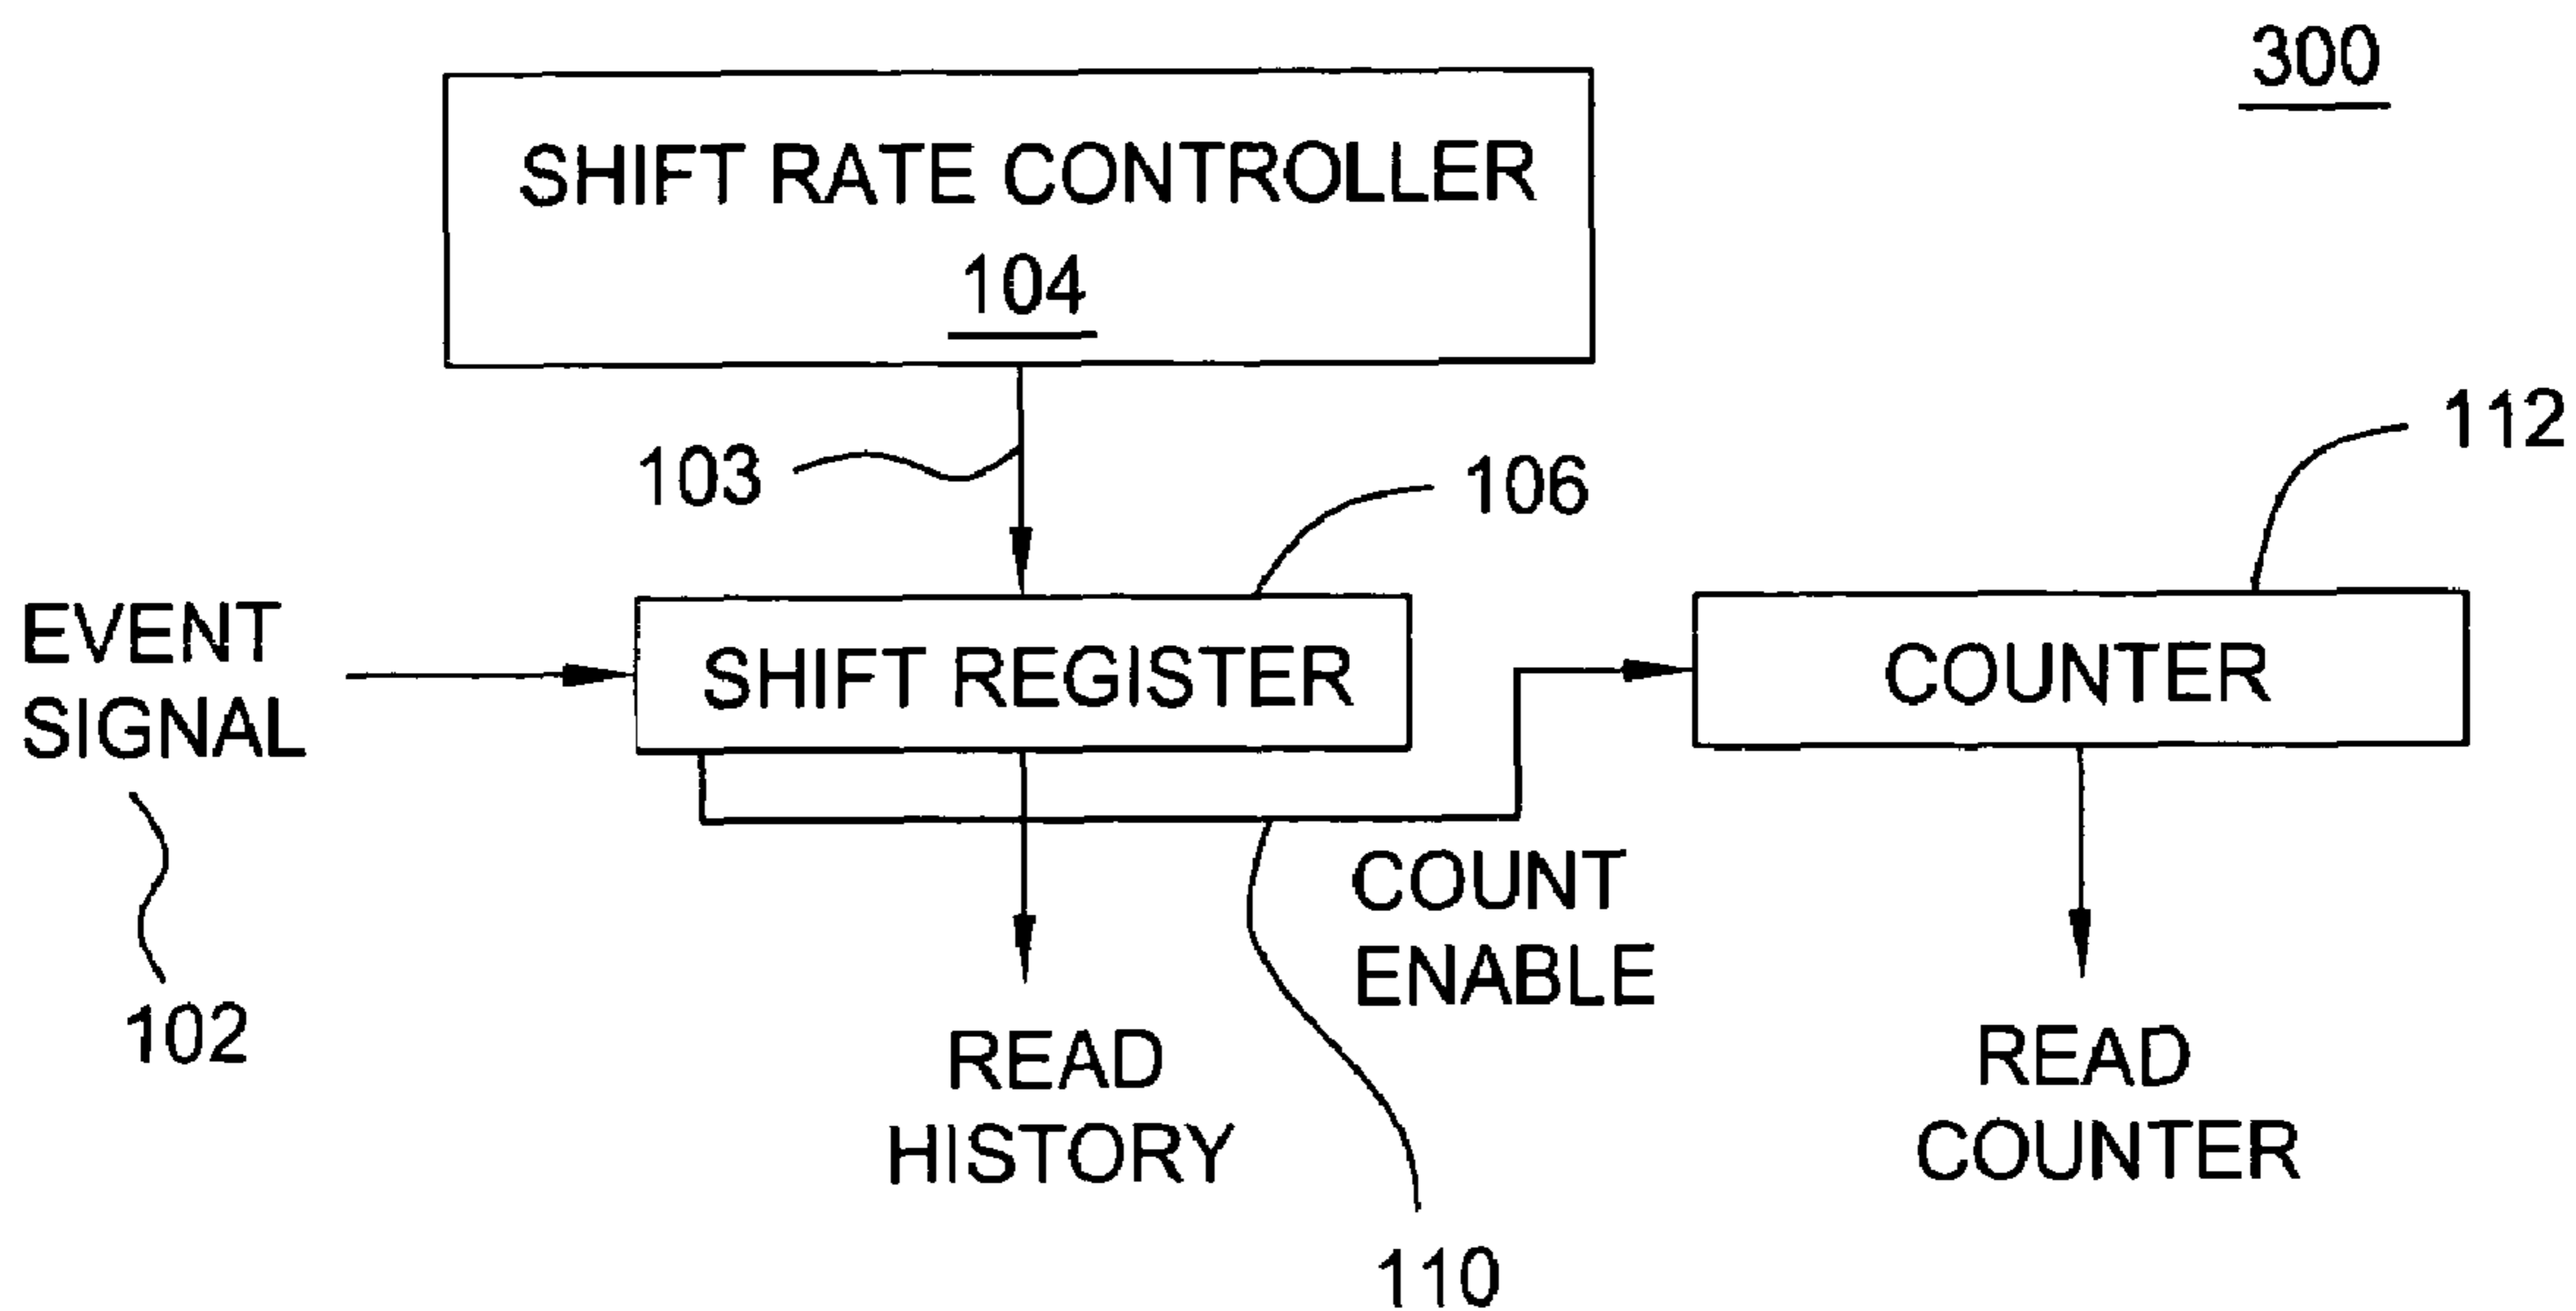 300
SHIFT RATE CONTROLLER
104
103
106
112
EVENT
SIGNAL
SHIFT REGISTER
COUNTER
COUNT
ENABLE
102
READ
HISTORY
READ
COUNTER
110